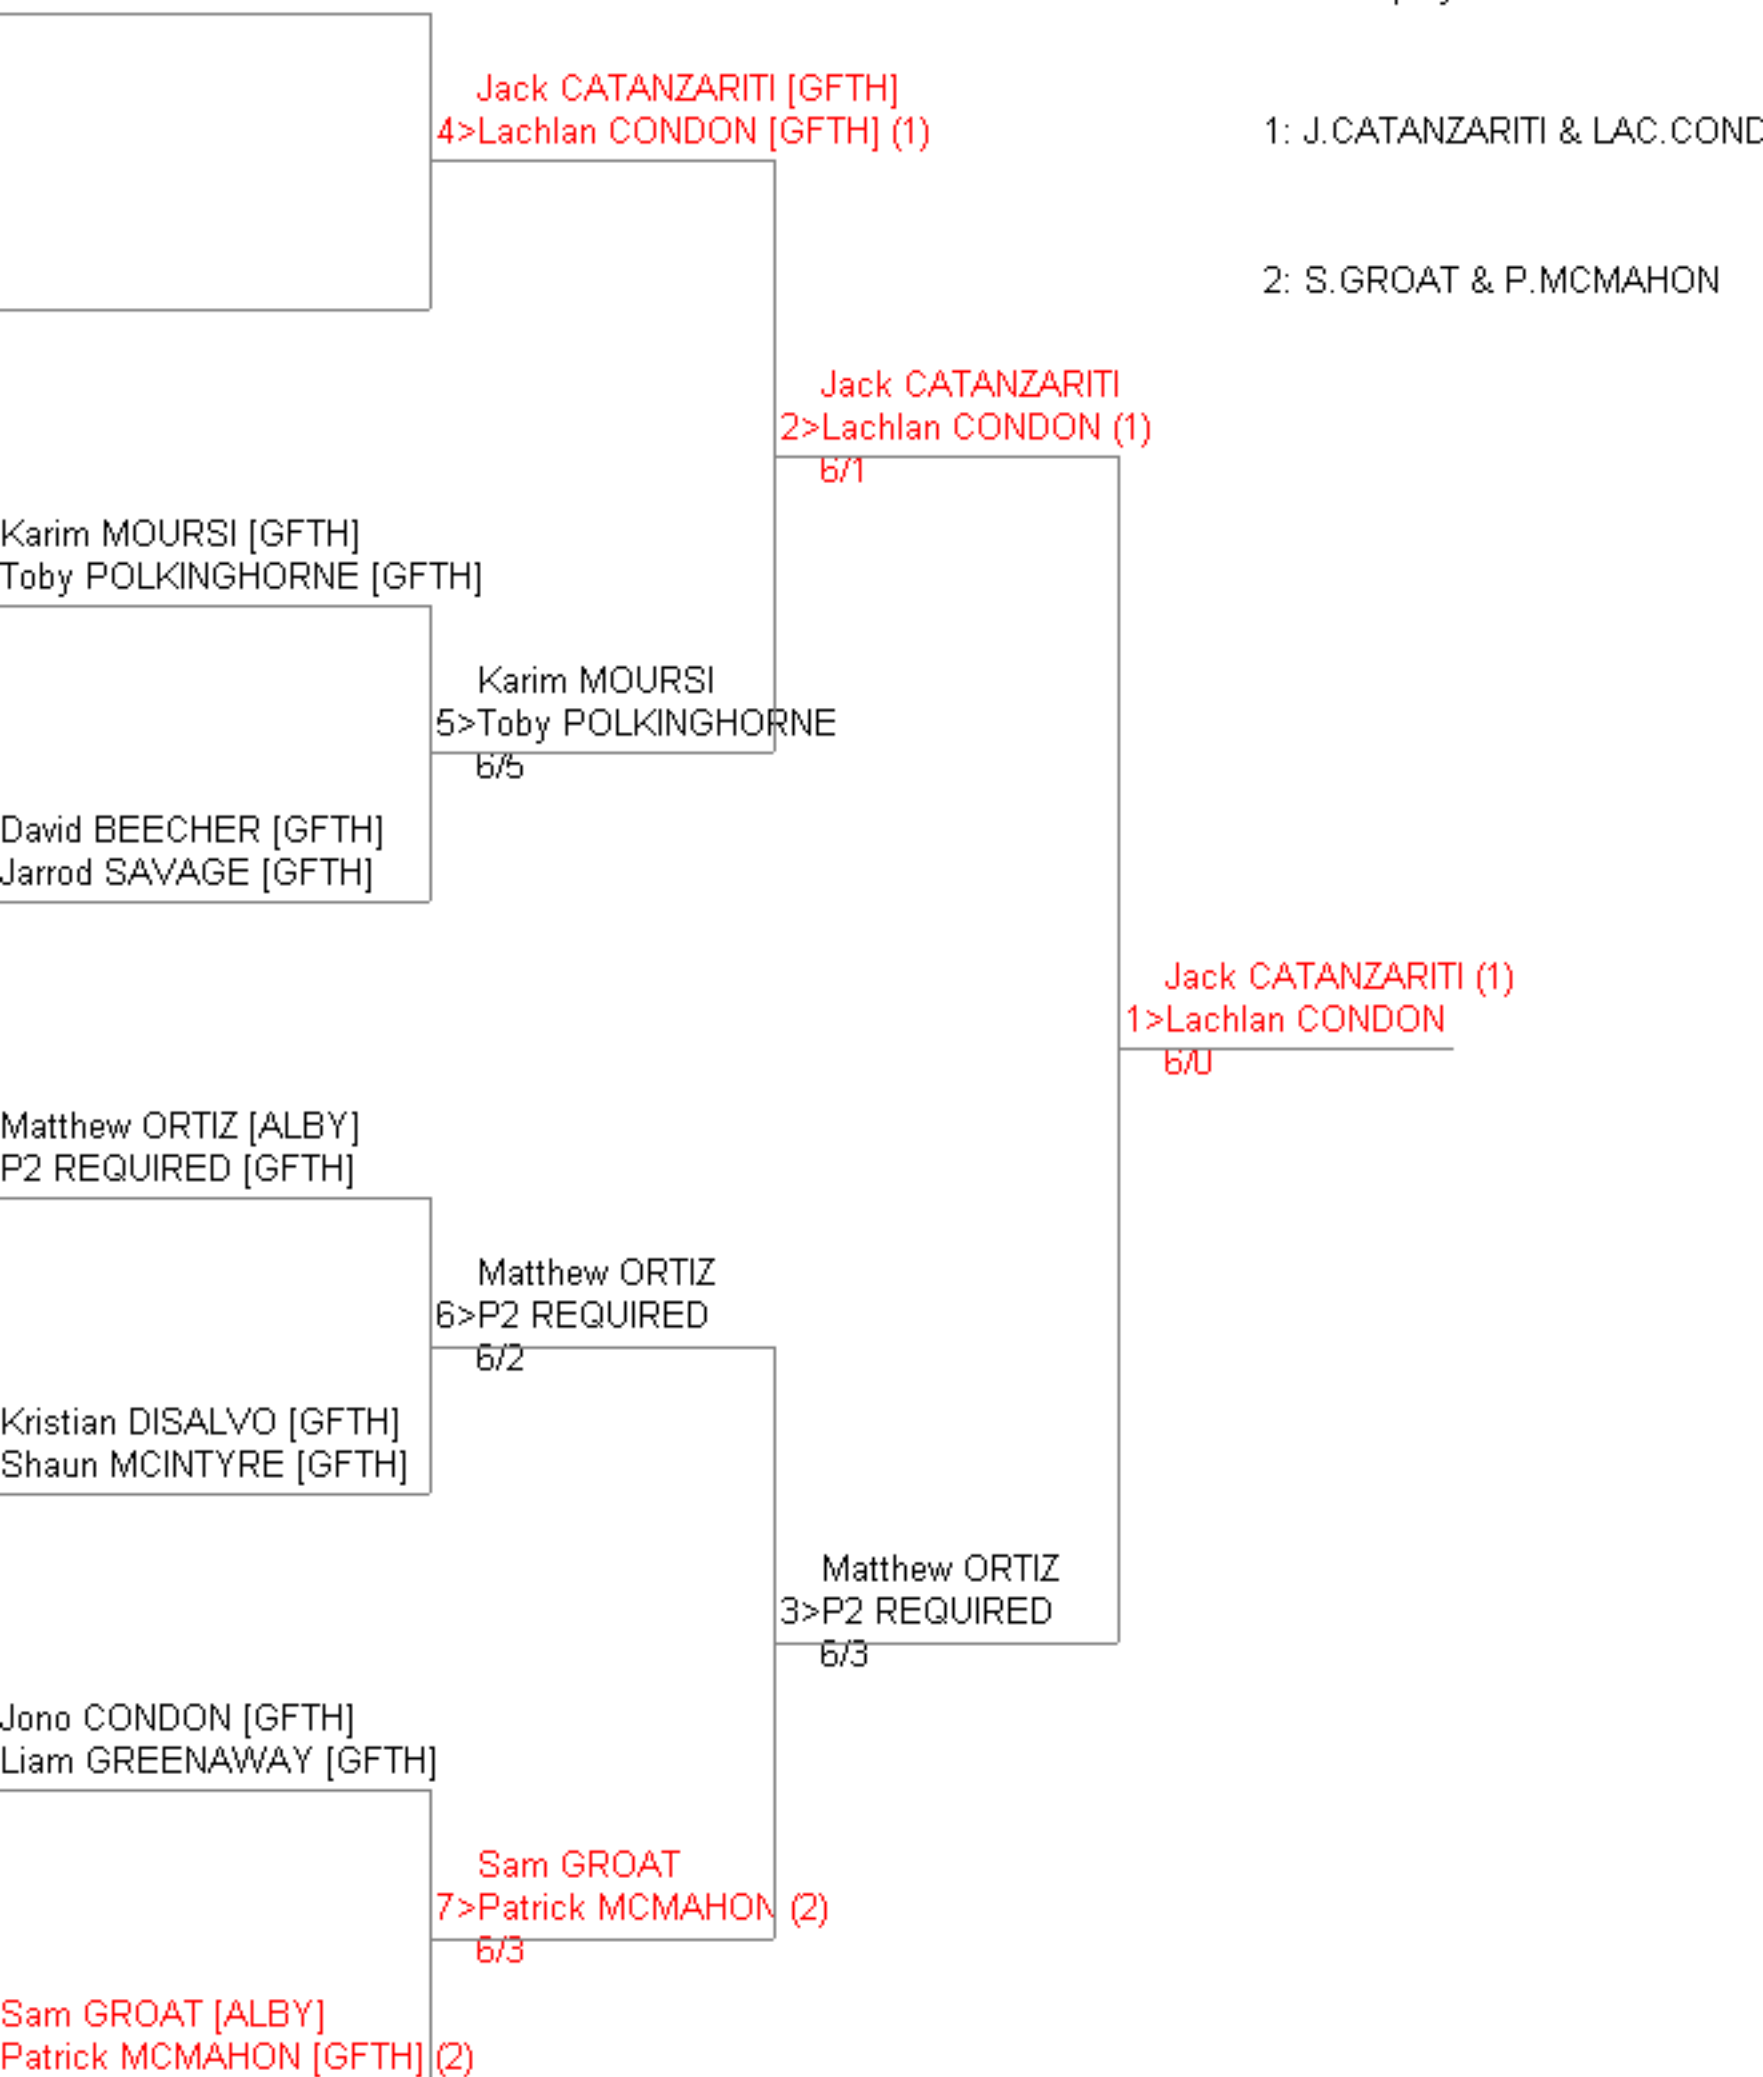 Jack CATANZARITI [GFTH]
4>Lachlan CONDON [GFTH] (1)
1: J.CATANZARITI & LAC.COND
2: S.GROAT & P.MCMAHON
Jack CATANZARITI
2>Lachlan CONDON (1)
6/1
Karim MOURSI [GFTH]
Toby POLKINGHORNE [GFTH]
Karim MOURSI
5>Toby POLKINGHORNE
6/5
David BEECHER [GFTH]
Jarrod SAVAGE [GFTH]
Jack CATANZARITI (1)
1>Lachlan CONDON
6/0
Matthew ORTIZ [ALBY]
P2 REQUIRED [GFTH]
Matthew ORTIZ
6>P2 REQUIRED
6/2
Kristian DISALVO [GFTH]
Shaun MCINTYRE [GFTH]
Matthew ORTIZ
3>P2 REQUIRED
6/3
Jono CONDON [GFTH]
Liam GREENAWAY [GFTH]
Sam GROAT
7>Patrick MCMAHON (2)
6/3
Sam GROAT [ALBY]
Patrick MCMAHON [GFTH] (2)